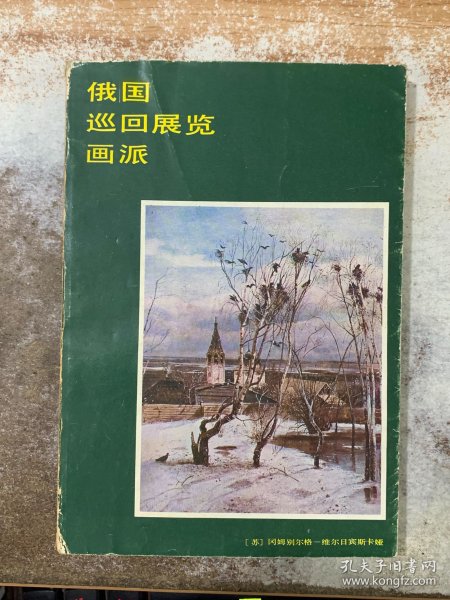 俄国
巡回展览
画派
[苏] 冈姆别尔格—维尔日宾斯卡娅
孔夫子旧书网
www.kongfz.com